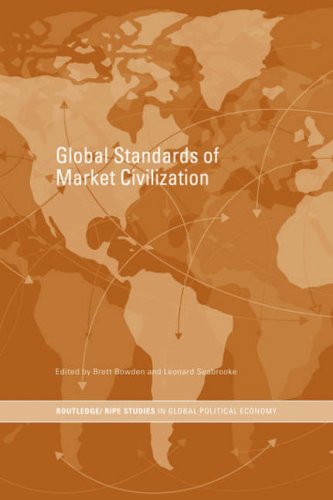 Global Standards of
Market Civilization
Edited by Brett Bowden and Leonard Seabrooke
ROUTLEDGE/ RIPE STUDIES IN GLOBAL POLITICAL ECONOMY